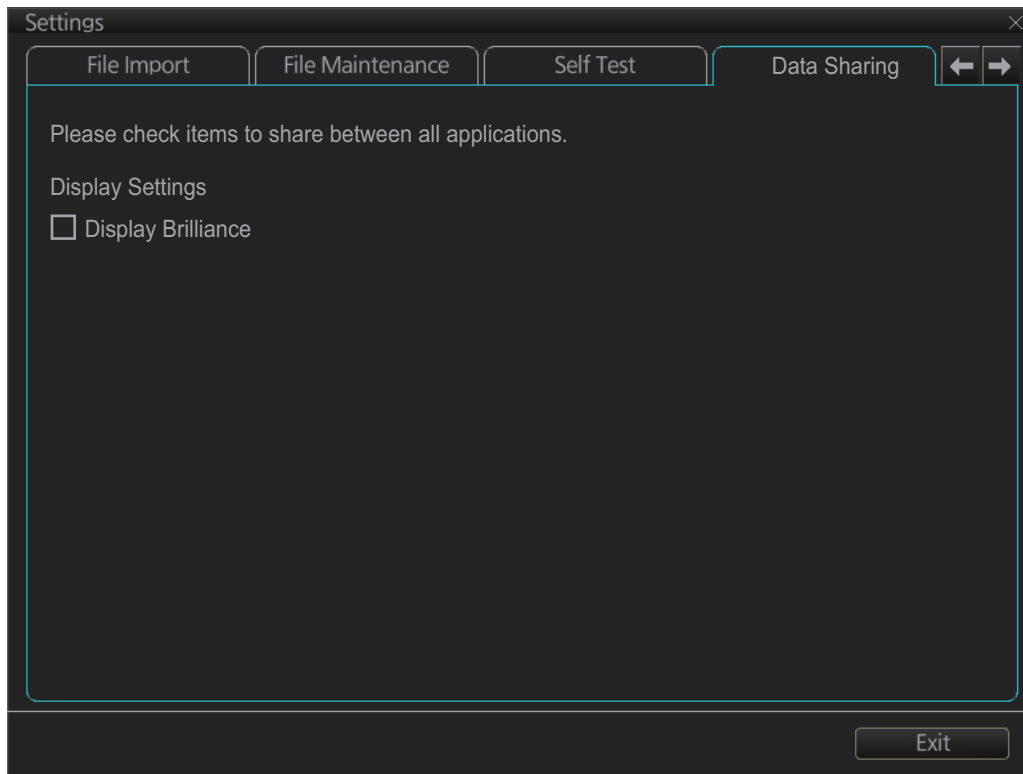 Settings
File Import File Maintenance Self Test Data Sharing
Please check items to share between all applications.
Display Settings
Display Brilliance
Exit